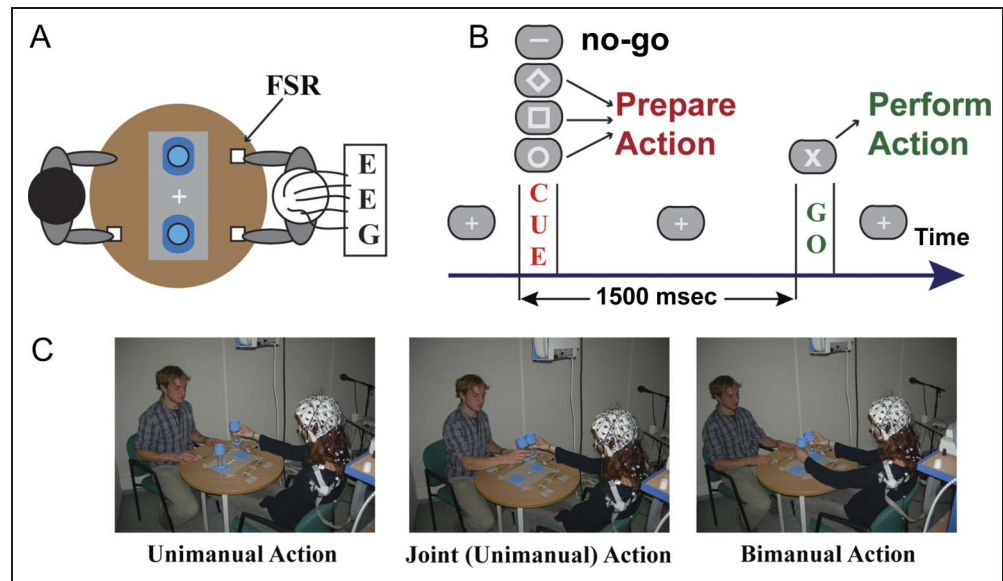 A
FSR
E
E
G
B
no-go
Prepare
Action
Perform
Action
X
C
U
E
G
O
Time
1500 msec
C
Unimanual Action
Joint (Unimanual) Action
Bimanual Action